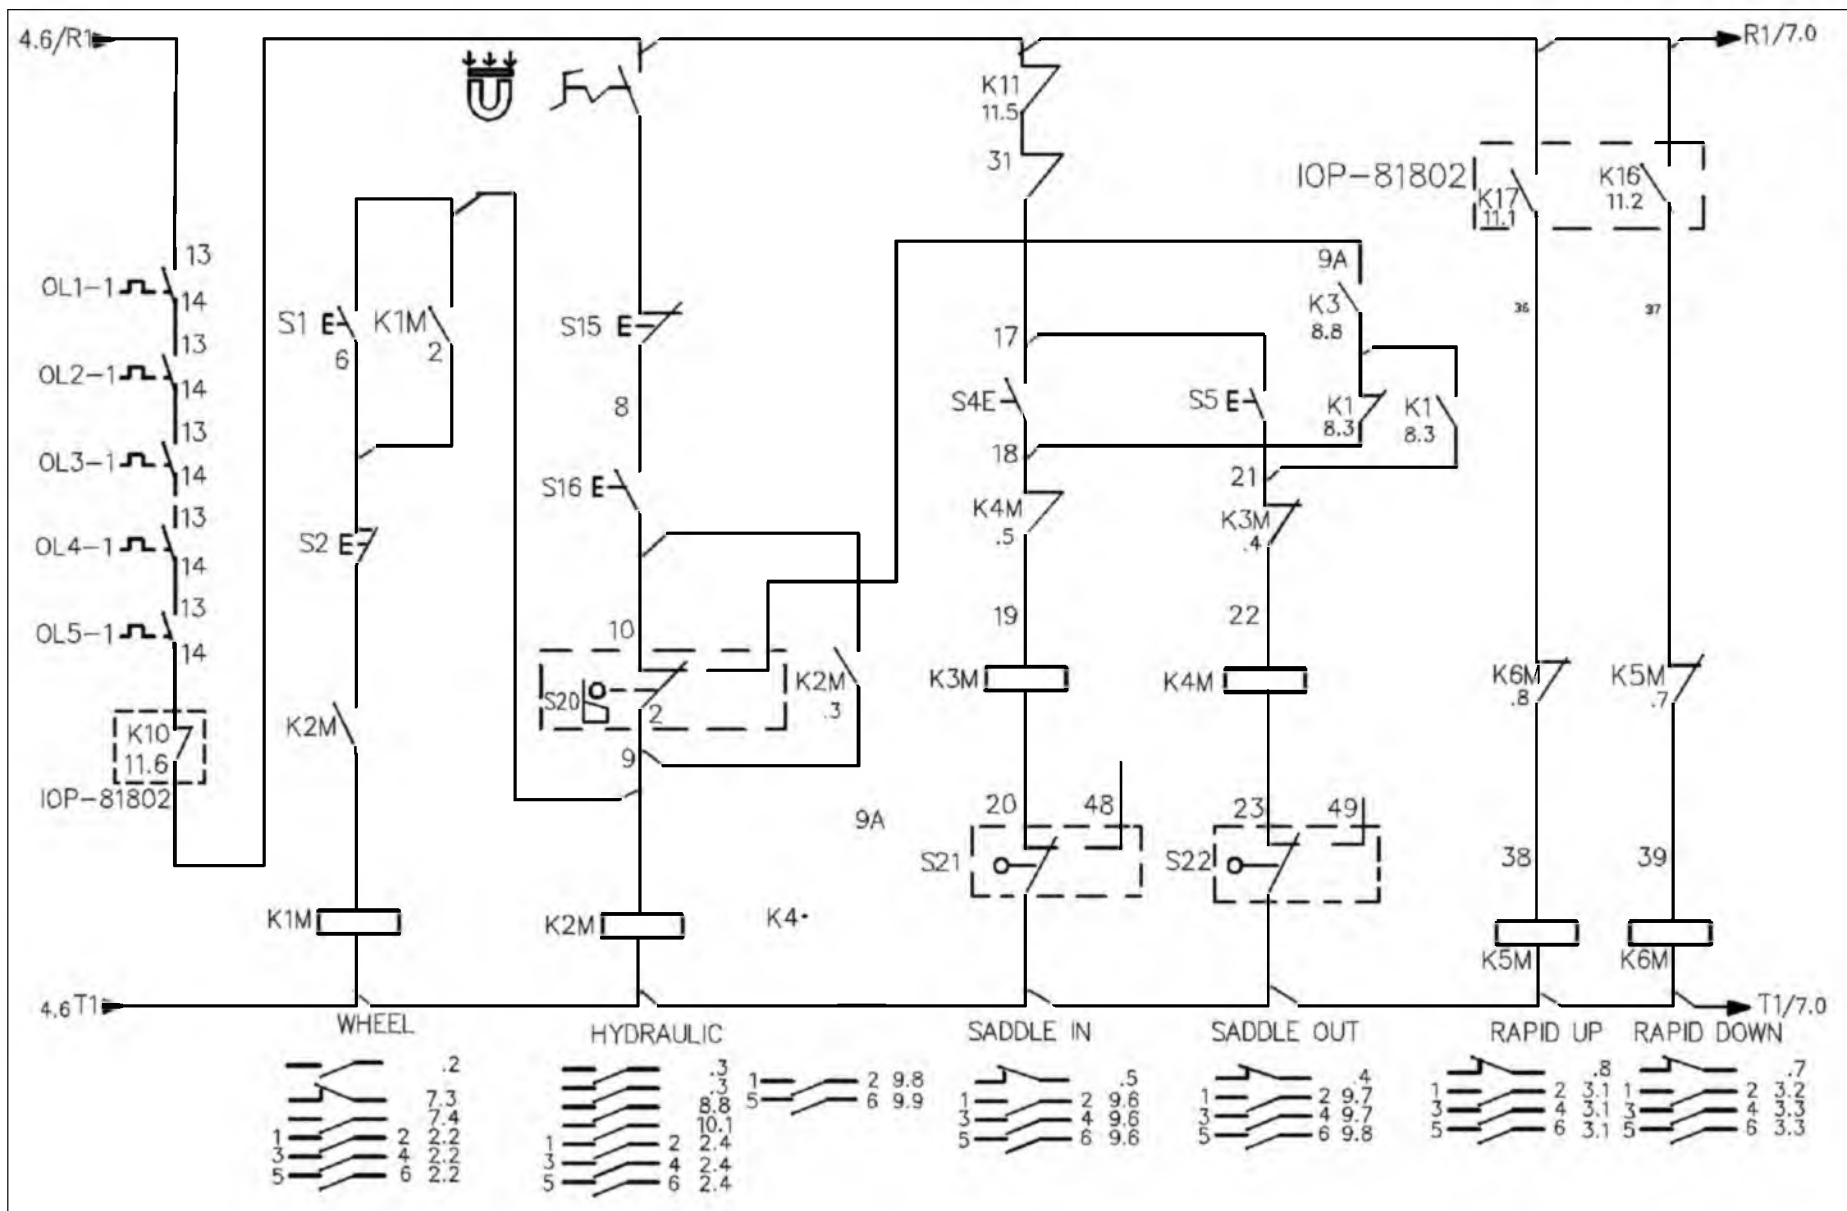 4.6/R1
R1/7.0
K11
11.5
31
IOP-81802
K17
11.1
K16
11.2
13
OL1-1
14
13
OL2-1
14
13
OL3-1
14
13
OL4-1
14
13
OL5-1
14
K10
11.6
IOP-81802
S1 E
6
K1M
2
S2 E
K2M
K1M
S15 E
8
S16 E
10
S20
2
9
K2M
.3
K2M
9A
K4
17
S4E
18
K4M
.5
19
K3M
20
48
S21
9A
K3
8.8
S5 E
K1
8.3
K1
8.3
21
K3M
.4
22
K4M
23
49
S22
36
37
K6M
.8
K5M
.7
38
39
K5M
K6M
4.6T1
T1/7.0
WHEEL
HYDRAULIC
SADDLE IN
SADDLE OUT
RAPID UP
RAPID DOWN
.2
7.3
7.4
1 2 2.2
3 4 2.2
5 6 2.2
.3
.3
8.8
10.1
1 2 2.4
3 4 2.4
5 6 2.4
1 2 9.8
5 6 9.9
.5
1 2 9.6
3 4 9.6
5 6 9.6
.4
1 2 9.7
3 4 9.7
5 6 9.8
.8
1 2 3.1
3 4 3.1
5 6 3.1
.7
1 2 3.2
3 4 3.3
5 6 3.3